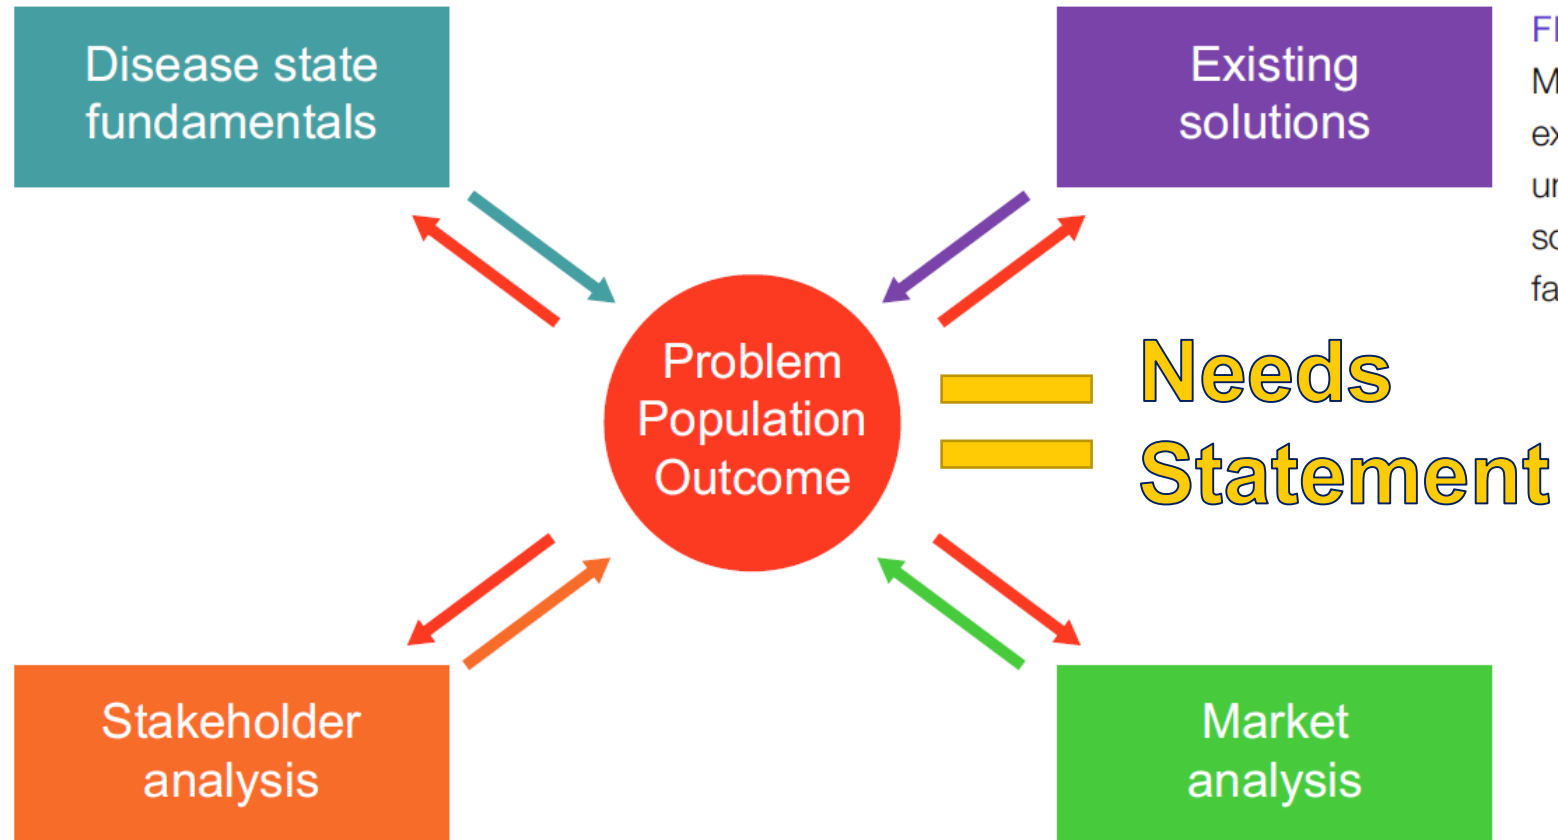 Disease state
fundamentals
Existing
solutions
Problem
Population
Outcome
Needs
Statement
Stakeholder
analysis
Market
analysis